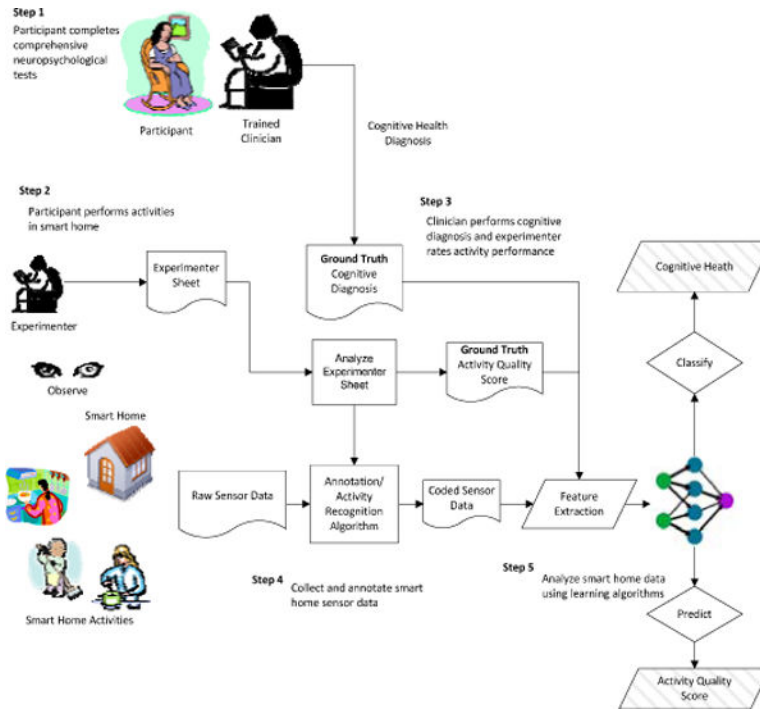 Step 1
Participant completes
comprehensive
neuropsychological
tests
Participant
Trained
Clinician
Cognitive Health
Diagnosis
Step 2
Participant performs activities
in smart home
Step 3
Clinician performs cognitive
diagnosis and experimenter
rates activity performance
Experimenter
Experimenter
Sheet
Ground Truth
Cognitive
Diagnosis
Cognitive Heath
Observe
Analyze
Experimenter
Sheet
Ground Truth
Activity Quality
Score
Classify
Smart Home
Raw Sensor Data
Annotation/
Activity
Recognition
Algorithm
Coded Sensor
Data
Feature
Extraction
Smart Home Activities
Step 4
Collect and annotate smart
home sensor data
Step 5
Analyze smart home data
using learning algorithms
Predict
Activity Quality
Score